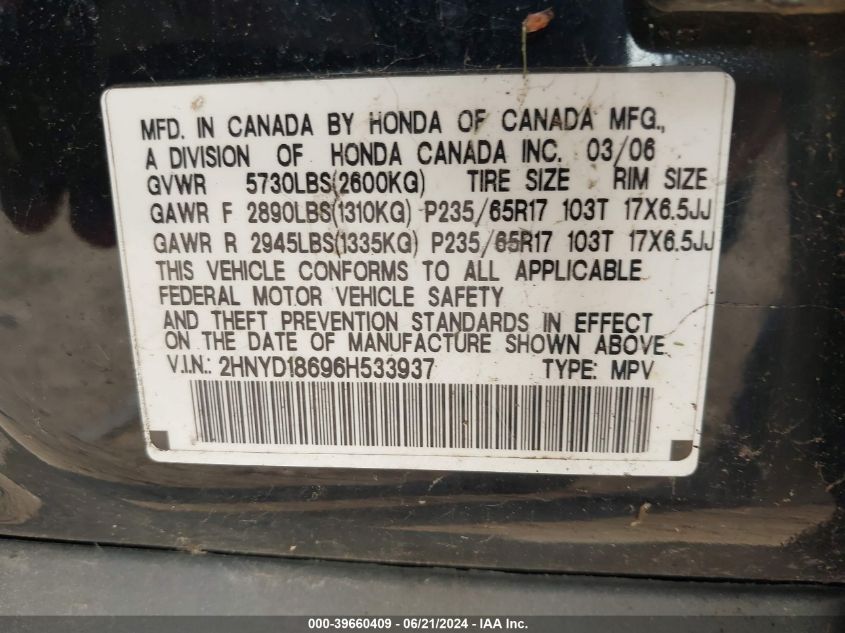 MFD. IN CANADA BY HONDA OF CANADA MFG.,
A DIVISION OF HONDA CANADA INC. 03/06
GVWR 5730LBS(2600KG) TIRE SIZE RIM SIZE
GAWR F 2890LBS(1310KG) P235/65R17 103T 17X6.5JJ
GAWR R 2945LBS(1335KG) P235/65R17 103T 17X6.5JJ
THIS VEHICLE CONFORMS TO ALL APPLICABLE
FEDERAL MOTOR VEHICLE SAFETY
AND THEFT PREVENTION STANDARDS IN EFFECT
ON THE DATE OF MANUFACTURE SHOWN ABOVE.
V.I.N.: 2HNYD18696H533937 TYPE: MPV
000-39660409 - 06/21/2024 - IAA Inc.